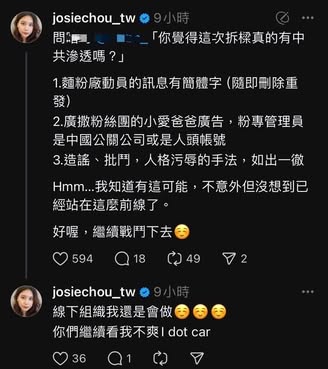 josiechou_tw 9小時
問 「你覺得這次拆樑真的有中
共滲透嗎？」
1.麵粉廠動員的訊息有簡體字 (隨即刪除重
發)
2.廣撒粉絲團的小愛爸爸廣告，粉專管理員
是中國公關公司或是人頭帳號
3.造謠、批鬥，人格污辱的手法，如出一徹
Hmm...我知道有這可能，不意外但沒想到已
經站在這麼前線了。
好喔，繼續戰鬥下去☺️
594 18 49 2
josiechou_tw 9小時
線下組織我還是會做☺️☺️☺️
你們繼續看我不爽 I dot car
36 1